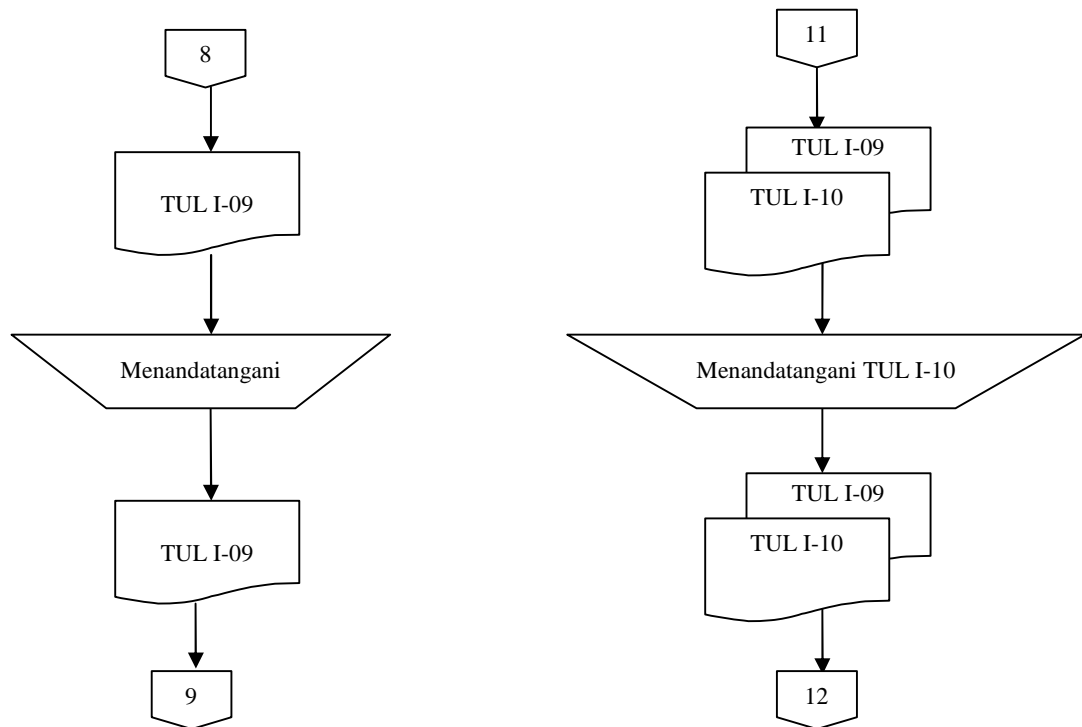 8
TUL I-09
Menandatangani
TUL I-09
9
11
TUL I-09
TUL I-10
Menandatangani TUL I-10
TUL I-09
TUL I-10
12